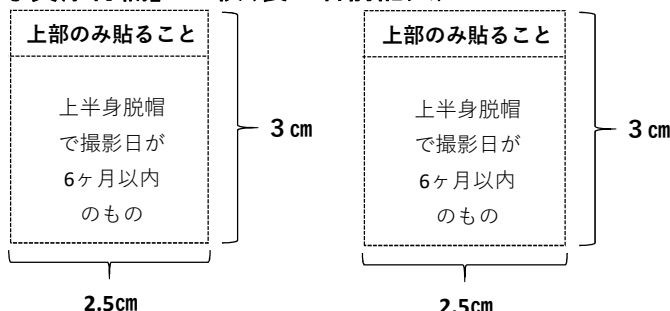 上部のみ貼ること
上半身脱帽
で撮影日が
6ヶ月以内
のもの
3㎝
2.5㎝
上部のみ貼ること
上半身脱帽
で撮影日が
6ヶ月以内
のもの
3㎝
2.5㎝